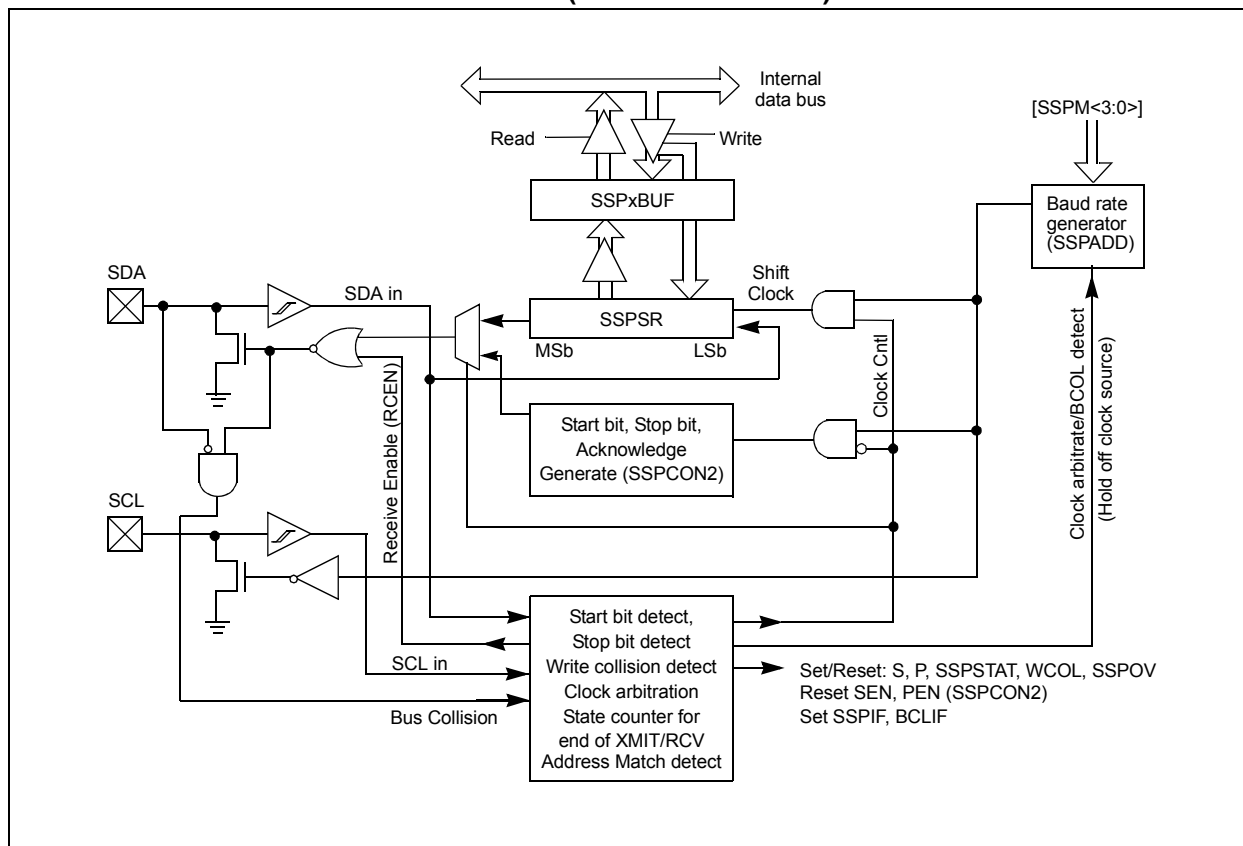 Internal
data bus
[SSPM<3:0>]
Read
Write
SSPxBUF
Baud rate
generator
(SSPADD)
SDA
SDA in
Shift
Clock
SSPSR
MSb
LSb
Receive Enable (RCEN)
Clock Cntl
Clock arbitrate/BCOL detect
(Hold off clock source)
Start bit, Stop bit,
Acknowledge
Generate (SSPCON2)
SCL
SCL in
Bus Collision
Start bit detect,
Stop bit detect
Write collision detect
Clock arbitration
State counter for
end of XMIT/RCV
Address Match detect
Set/Reset: S, P, SSPSTAT, WCOL, SSPOV
Reset SEN, PEN (SSPCON2)
Set SSPIF, BCLIF